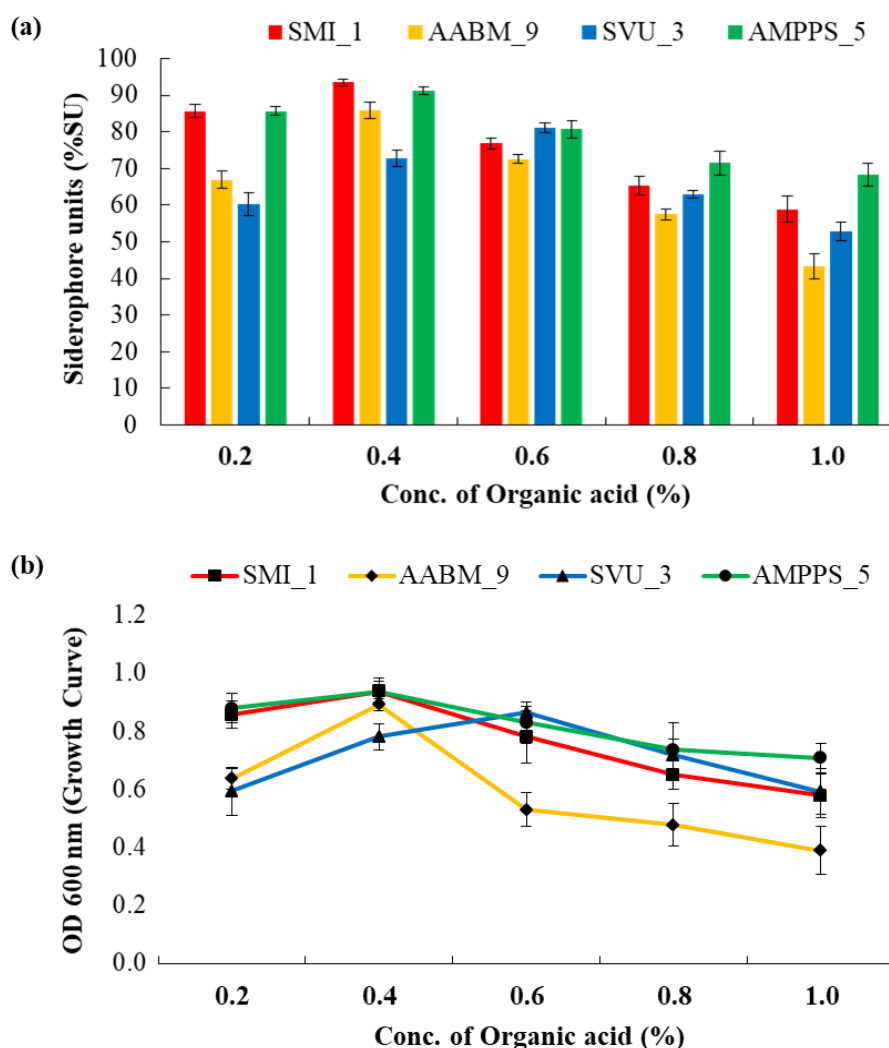 (a)
SMI_1 AABM_9 SVU_3 AMPPS_5
Siderophore units (%SU)
100
90
80
70
60
50
40
30
20
10
0
0.2 0.4 0.6 0.8 1.0
Conc. of Organic acid (%)
(b)
SMI_1 AABM_9 SVU_3 AMPPS_5
OD 600 nm (Growth Curve)
1.2
1.0
0.8
0.6
0.4
0.2
0.0
0.2 0.4 0.6 0.8 1.0
Conc. of Organic acid (%)